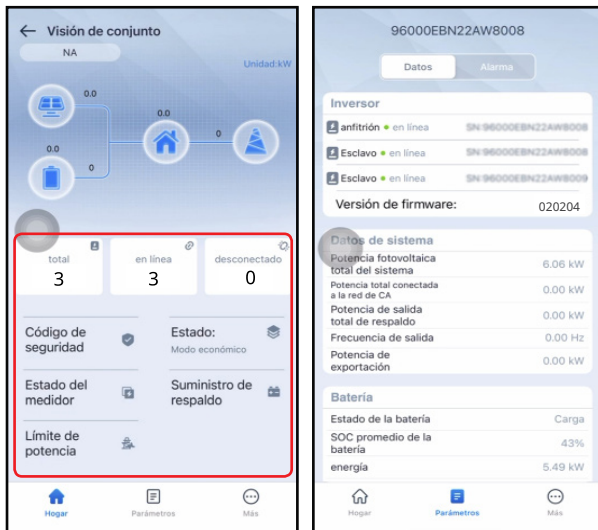 Visión de conjunto
NA
Unidad:kW
0.0
0.0
0.0
0
0
total
3
en línea
3
desconectado
0
Código de
seguridad
Estado:
Modo económico
Estado del
medidor
Suministro de
respaldo
Límite de
potencia
Hogar
Parámetros
Más
96000EBN22AW8008
Datos
Alarma
Inversor
anfitrión en línea SN:96000EBN22AW8008
Esclavo en línea SN:96000EBN22AW8008
Esclavo en línea SN:96000EBN22AW8009
Versión de firmware: 020204
Datos de sistema
Potencia fotovoltaica
total del sistema 6.06 kW
Potencia total conectada
a la red de CA 0.00 kW
Potencia de salida
total de respaldo 0.00 kW
Frecuencia de salida 0.00 Hz
Potencia de
exportación 0.00 kW
Batería
Estado de la batería Carga
SOC promedio de la
batería 43%
energía 5.49 kW
Hogar
Parámetros
Más